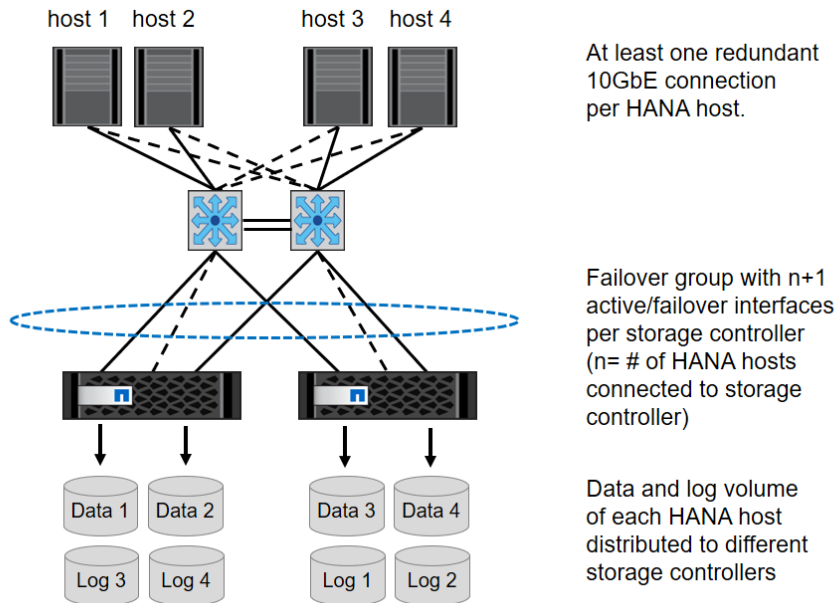 host 1 host 2 host 3 host 4
At least one redundant
10GbE connection
per HANA host.
Failover group with n+1
active/failover interfaces
per storage controller
(n= # of HANA hosts
connected to storage
controller)
Data 1 Data 2 Data 3 Data 4
Log 3 Log 4 Log 1 Log 2
Data and log volume
of each HANA host
distributed to different
storage controllers